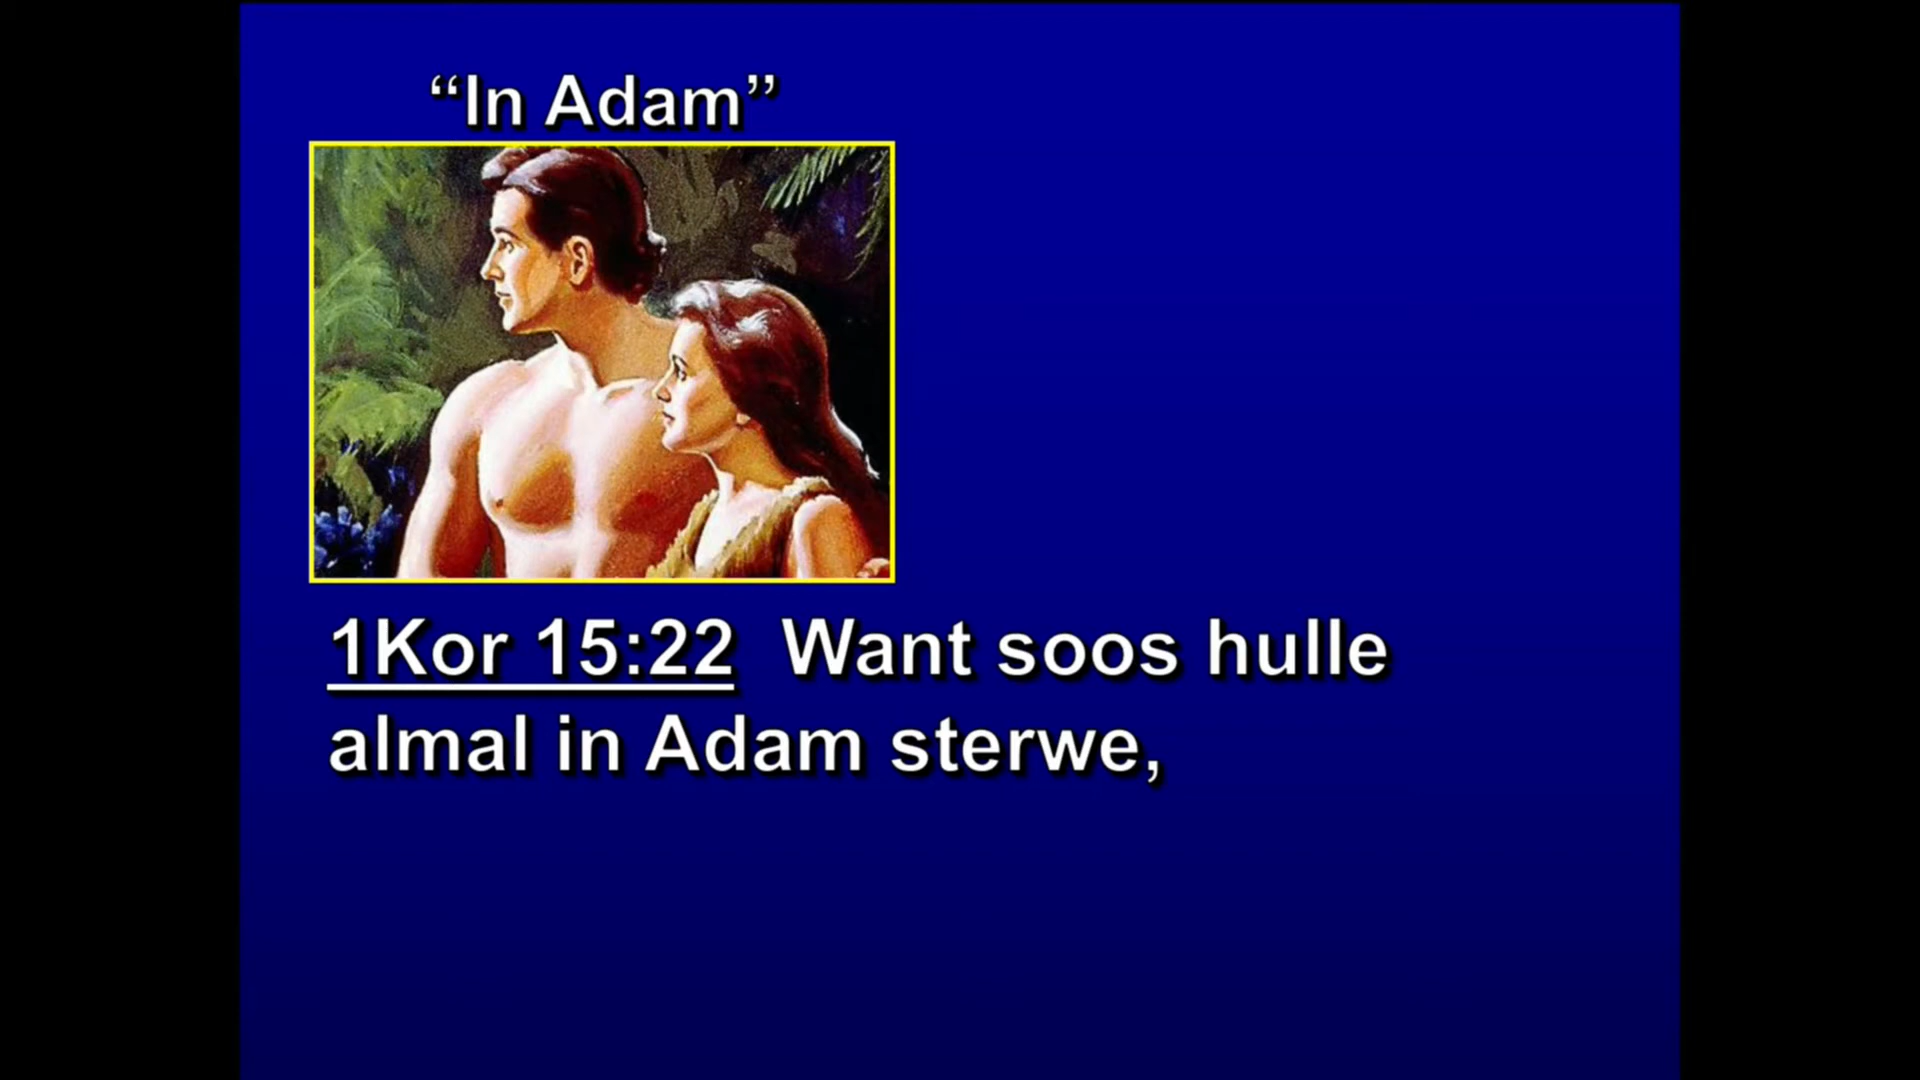 “In Adam”
1Kor 15:22 Want soos hulle
almal in Adam sterwe,